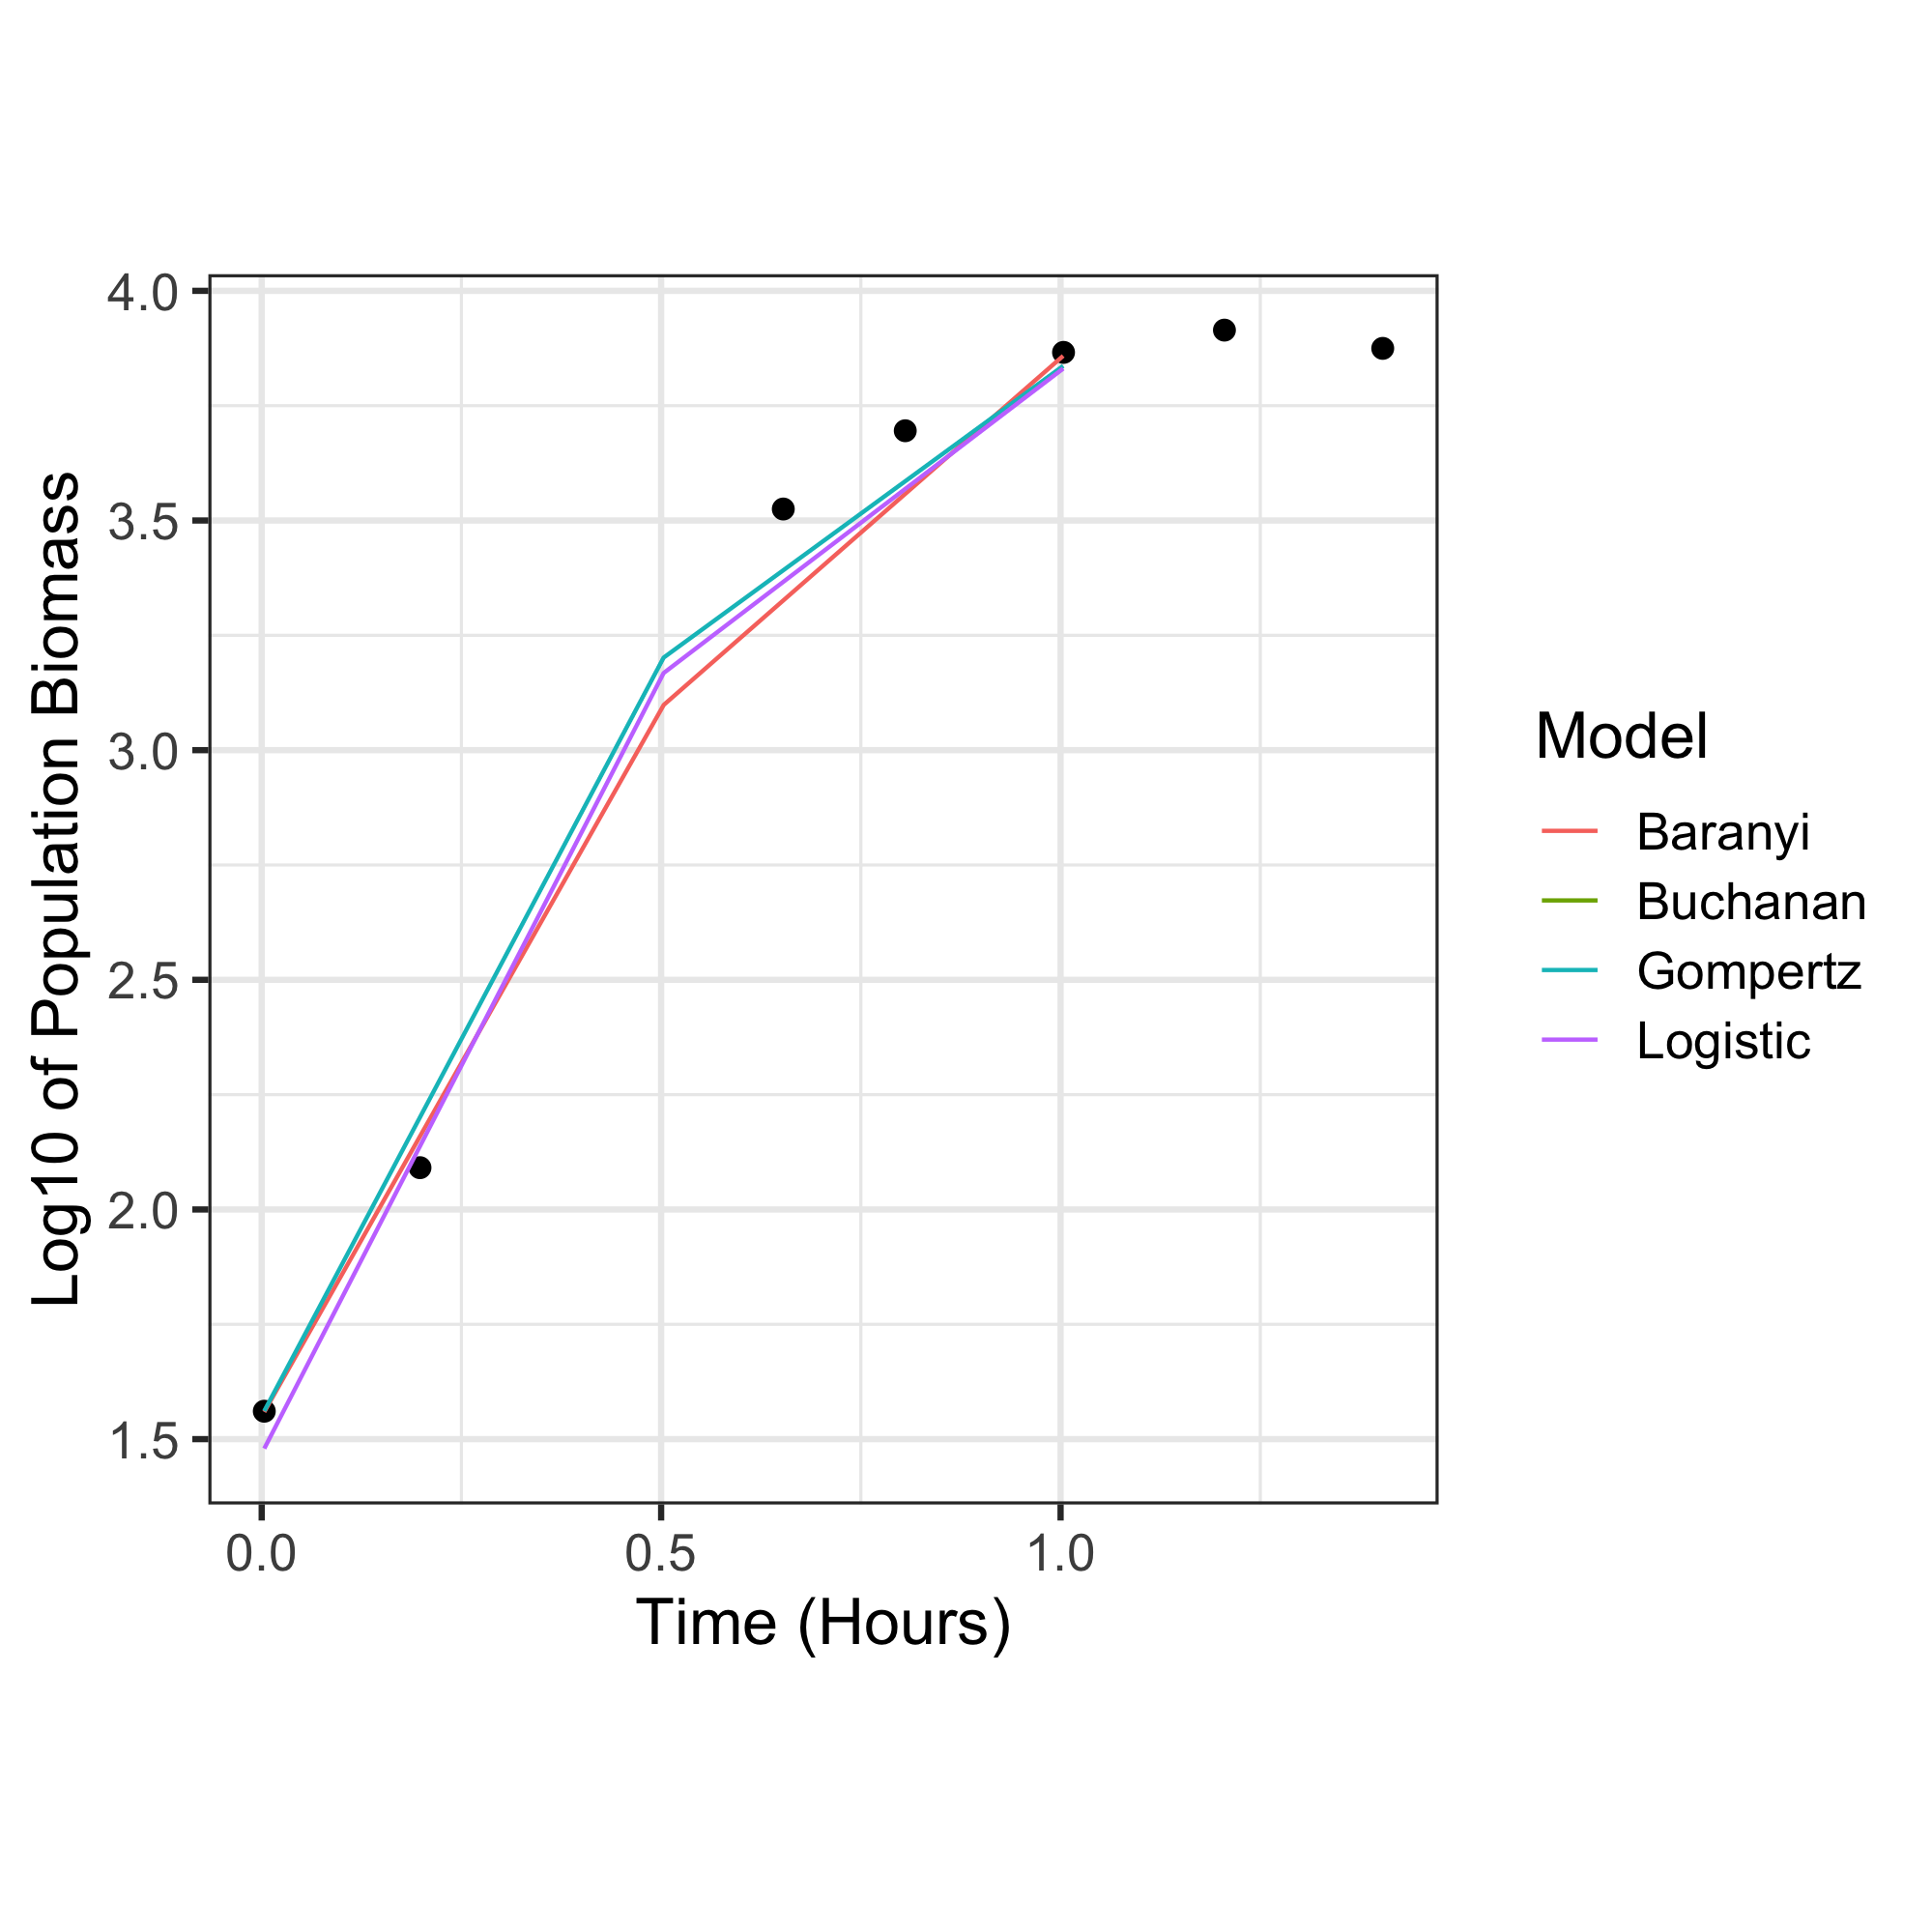 4.0
3.5
3.0
2.5
2.0
1.5
Log10 of Population Biomass
0.0 0.5 1.0
Time (Hours)
Model
Baranyi
Buchanan
Gompertz
Logistic